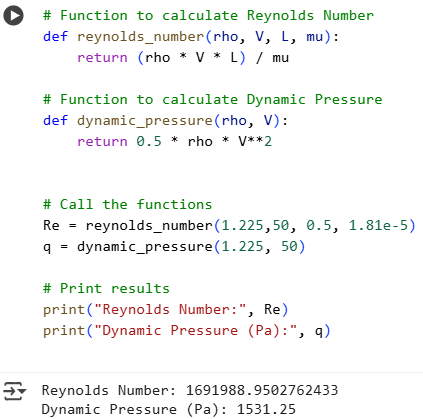 # Function to calculate Reynolds Number
def reynolds_number(rho, V, L, mu):
    return (rho * V * L) / mu

# Function to calculate Dynamic Pressure
def dynamic_pressure(rho, V):
    return 0.5 * rho * V**2


# Call the functions
Re = reynolds_number(1.225,50, 0.5, 1.81e-5)
q = dynamic_pressure(1.225, 50)

# Print results
print("Reynolds Number:", Re)
print("Dynamic Pressure (Pa):", q)

Reynolds Number: 1691988.9502762433
Dynamic Pressure (Pa): 1531.25